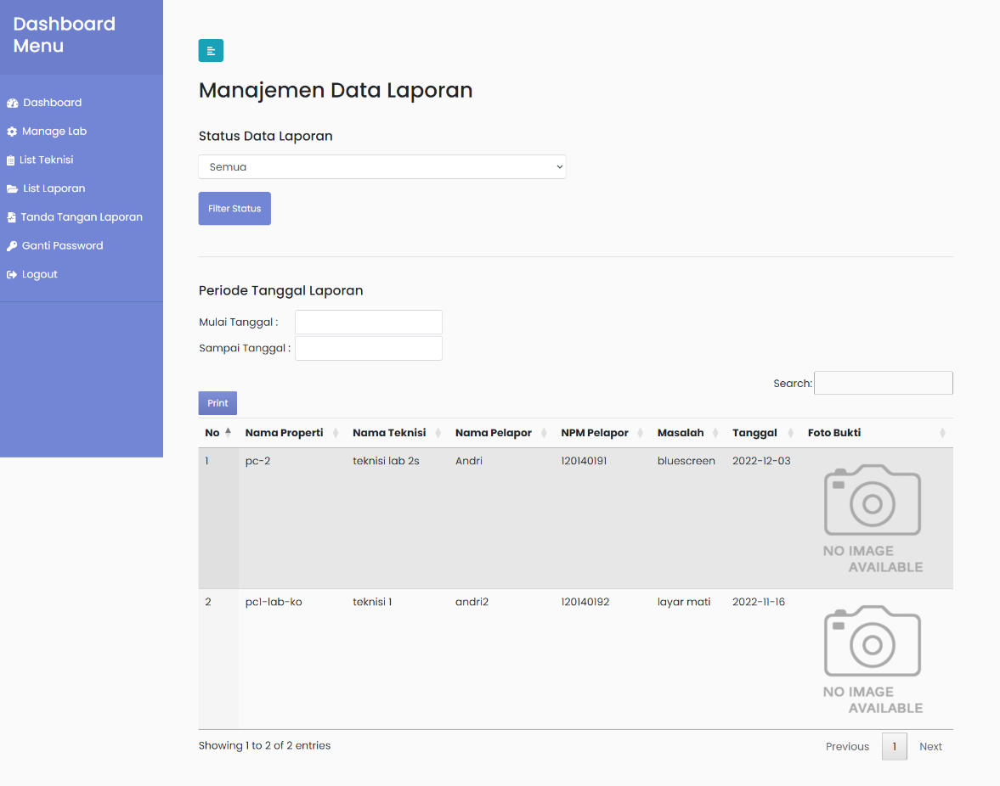 Dashboard
Menu
Dashboard
Manage Lab
List Teknisi
List Laporan
Tanda Tangan Laporan
Ganti Password
Logout
Manajemen Data Laporan
Status Data Laporan
Semua
Filter Status
Periode Tanggal Laporan
Mulai Tanggal :
Sampai Tanggal :
Search:
Print
No Nama Properti Nama Teknisi Nama Pelapor NPM Pelapor Masalah Tanggal Foto Bukti
1 pc-2 teknisi lab 2s Andri 120140191 bluescreen 2022-12-03
NO IMAGE
AVAILABLE
2 pc1-lab-ko teknisi 1 andri2 120140192 layar mati 2022-11-16
NO IMAGE
AVAILABLE
Showing 1 to 2 of 2 entries
Previous 1 Next